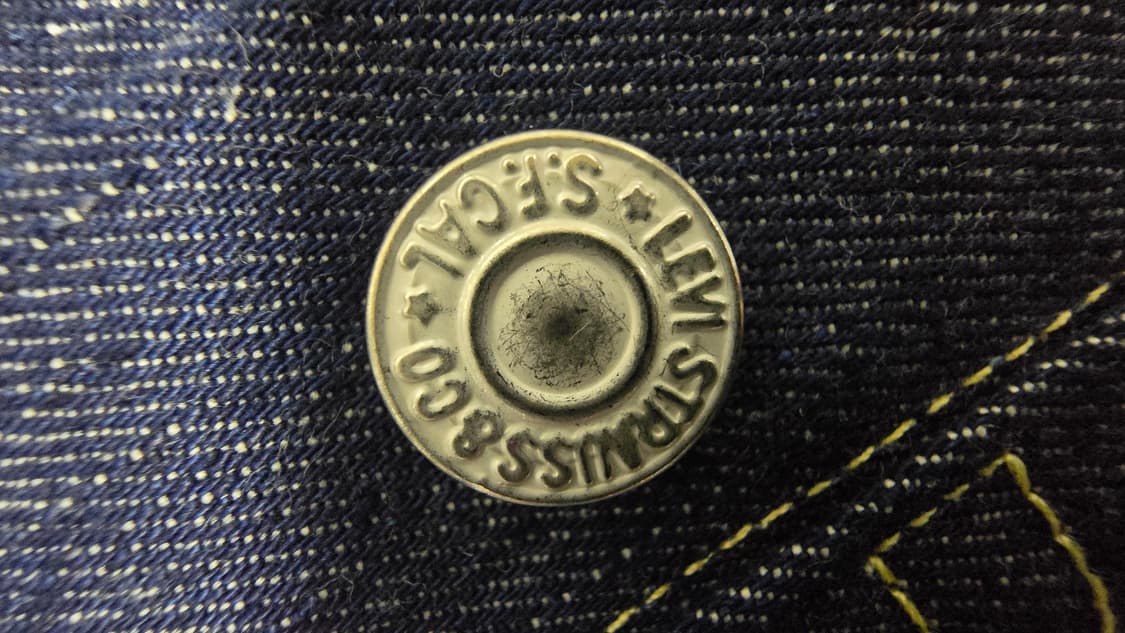 LEVI STRAUSS & CO
S.F. CAL